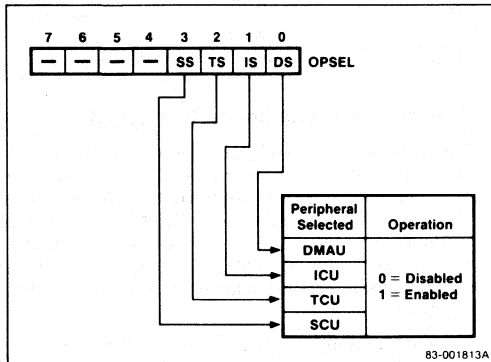 7 6 5 4 3 2 1 0
— — — — SS TS IS DS OPSEL
Peripheral Selected Operation
DMAU
ICU
TCU
SCU
0 = Disabled
1 = Enabled
83-001813A